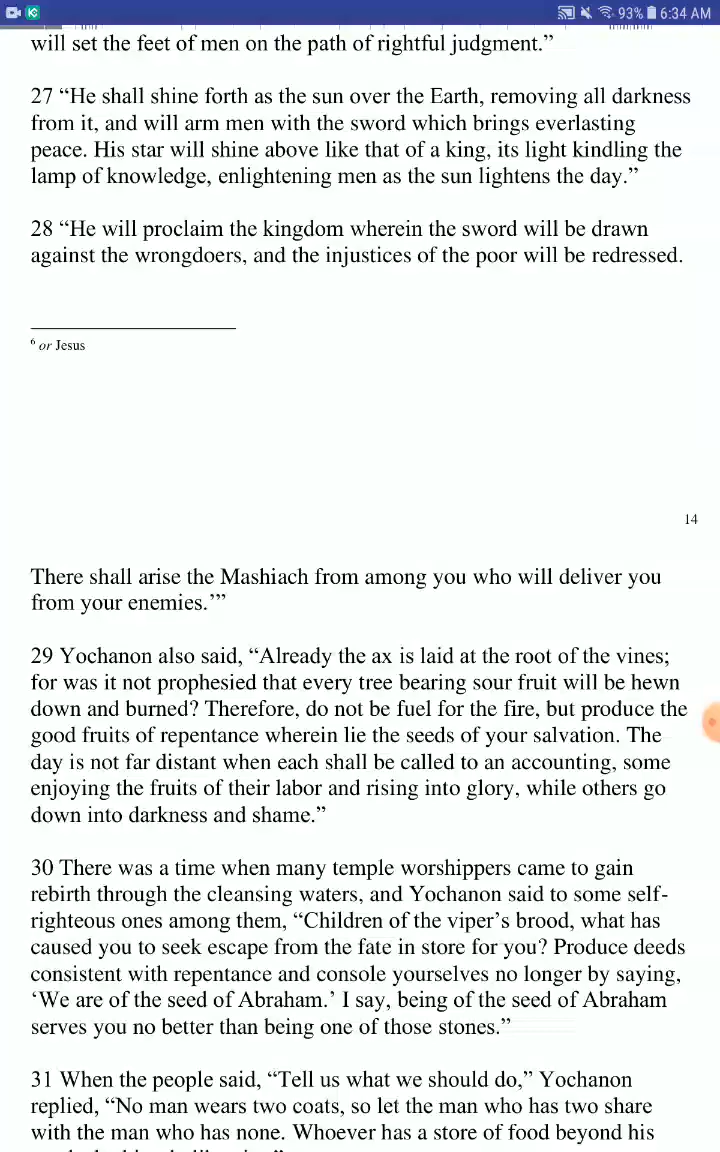 93% 6:34 AM
will set the feet of men on the path of rightful judgment.”
27 “He shall shine forth as the sun over the Earth, removing all darkness
from it, and will arm men with the sword which brings everlasting
peace. His star will shine above like that of a king, its light kindling the
lamp of knowledge, enlightening men as the sun lightens the day.”
28 “He will proclaim the kingdom wherein the sword will be drawn
against the wrongdoers, and the injustices of the poor will be redressed.
6 or Jesus
14
There shall arise the Mashiach from among you who will deliver you
from your enemies.’”
29 Yochanon also said, “Already the ax is laid at the root of the vines;
for was it not prophesied that every tree bearing sour fruit will be hewn
down and burned? Therefore, do not be fuel for the fire, but produce the
good fruits of repentance wherein lie the seeds of your salvation. The
day is not far distant when each shall be called to an accounting, some
enjoying the fruits of their labor and rising into glory, while others go
down into darkness and shame.”
30 There was a time when many temple worshippers came to gain
rebirth through the cleansing waters, and Yochanon said to some self-
righteous ones among them, “Children of the viper’s brood, what has
caused you to seek escape from the fate in store for you? Produce deeds
consistent with repentance and console yourselves no longer by saying,
‘We are of the seed of Abraham.’ I say, being of the seed of Abraham
serves you no better than being one of those stones.”
31 When the people said, “Tell us what we should do,” Yochanon
replied, “No man wears two coats, so let the man who has two share
with the man who has none. Whoever has a store of food beyond his